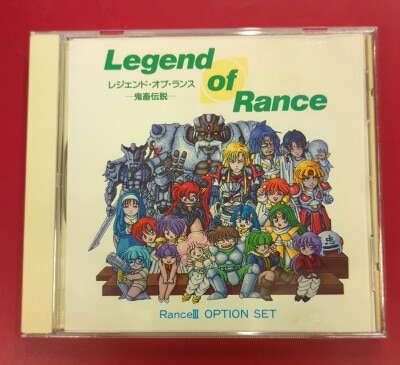 Legend
of
Rance
レジェンド・オブ・ランス
―鬼畜伝説―
RanceⅢ OPTION SET